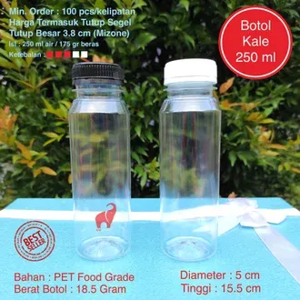 Min. Order : 100 pcs/kelipatan
Harga Termasuk Tutup Segel
Tutup Besar 3.8 cm (Mizone)
Isi : 250 ml air / 175 gr beras
Ketebalan :
Botol
Kale
250 ml
BEST
SELLER
Bahan : PET Food Grade
Berat Botol : 18.5 Gram
Diameter : 5 cm
Tinggi : 15.5 cm